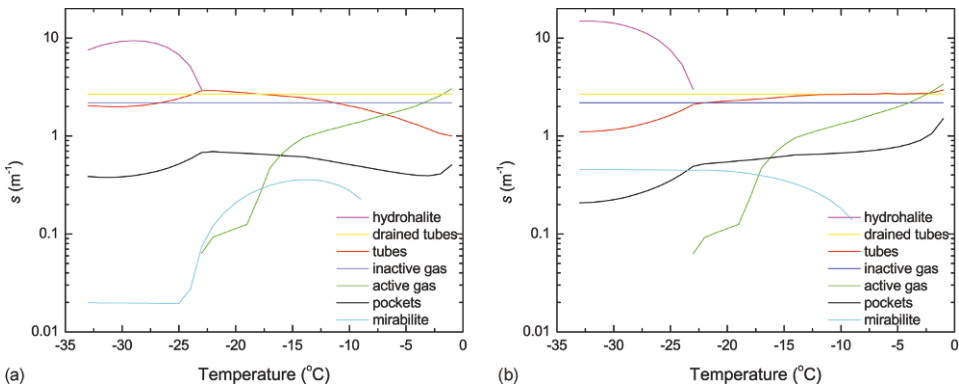 10
1
0.1
0.01
s (m⁻¹)
hydrohalite
drained tubes
tubes
inactive gas
active gas
pockets
mirabilite
-35 -30 -25 -20 -15 -10 -5 0
Temperature (°C)
(a)
10
1
0.1
0.01
s (m⁻¹)
hydrohalite
drained tubes
tubes
inactive gas
active gas
pockets
mirabilite
-35 -30 -25 -20 -15 -10 -5 0
Temperature (°C)
(b)